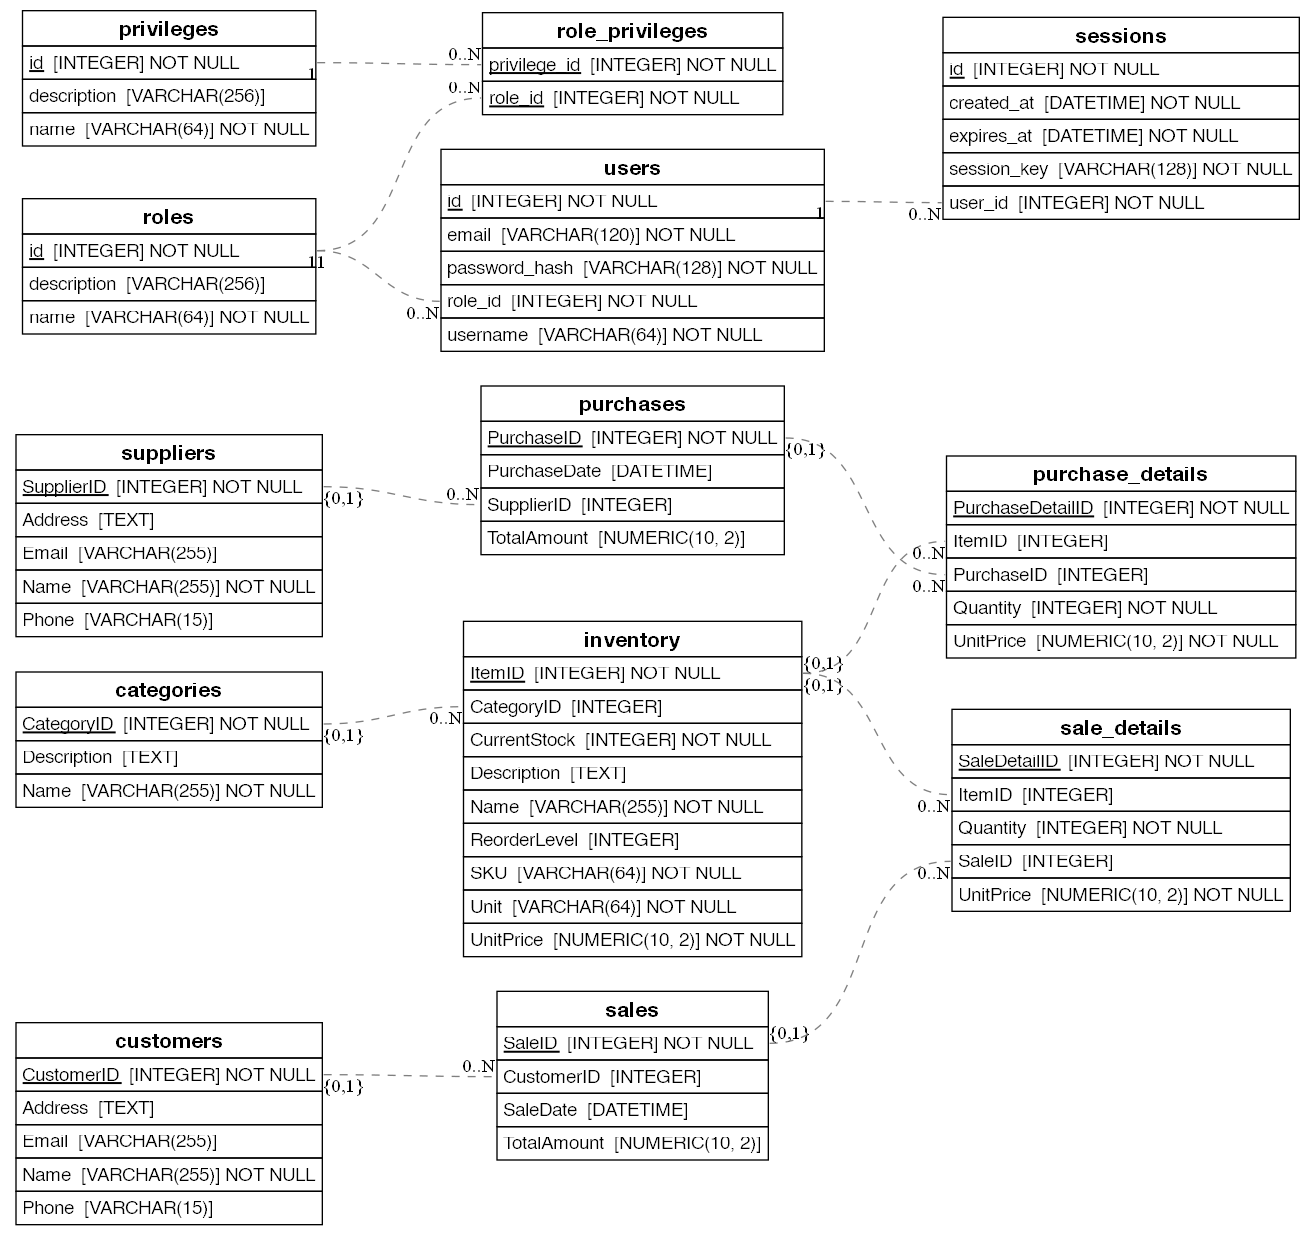 privileges
id [INTEGER] NOT NULL
description [VARCHAR(256)]
name [VARCHAR(64)] NOT NULL
1
0..N
role_privileges
privilege_id [INTEGER] NOT NULL
role_id [INTEGER] NOT NULL
0..N
sessions
id [INTEGER] NOT NULL
created_at [DATETIME] NOT NULL
expires_at [DATETIME] NOT NULL
session_key [VARCHAR(128)] NOT NULL
user_id [INTEGER] NOT NULL
roles
id [INTEGER] NOT NULL
description [VARCHAR(256)]
name [VARCHAR(64)] NOT NULL
11
0..N
users
id [INTEGER] NOT NULL
email [VARCHAR(120)] NOT NULL
password_hash [VARCHAR(128)] NOT NULL
role_id [INTEGER] NOT NULL
username [VARCHAR(64)] NOT NULL
1
0..N
suppliers
SupplierID [INTEGER] NOT NULL
Address [TEXT]
Email [VARCHAR(255)]
Name [VARCHAR(255)] NOT NULL
Phone [VARCHAR(15)]
{0,1}
0..N
purchases
PurchaseID [INTEGER] NOT NULL
PurchaseDate [DATETIME]
SupplierID [INTEGER]
TotalAmount [NUMERIC(10, 2)]
{0,1}
0..N
0..N
purchase_details
PurchaseDetailID [INTEGER] NOT NULL
ItemID [INTEGER]
PurchaseID [INTEGER]
Quantity [INTEGER] NOT NULL
UnitPrice [NUMERIC(10, 2)] NOT NULL
categories
CategoryID [INTEGER] NOT NULL
Description [TEXT]
Name [VARCHAR(255)] NOT NULL
{0,1}
0..N
inventory
ItemID [INTEGER] NOT NULL
CategoryID [INTEGER]
CurrentStock [INTEGER] NOT NULL
Description [TEXT]
Name [VARCHAR(255)] NOT NULL
ReorderLevel [INTEGER]
SKU [VARCHAR(64)] NOT NULL
Unit [VARCHAR(64)] NOT NULL
UnitPrice [NUMERIC(10, 2)] NOT NULL
{0,1}
{0,1}
0..N
0..N
sale_details
SaleDetailID [INTEGER] NOT NULL
ItemID [INTEGER]
Quantity [INTEGER] NOT NULL
SaleID [INTEGER]
UnitPrice [NUMERIC(10, 2)] NOT NULL
customers
CustomerID [INTEGER] NOT NULL
Address [TEXT]
Email [VARCHAR(255)]
Name [VARCHAR(255)] NOT NULL
Phone [VARCHAR(15)]
{0,1}
0..N
sales
SaleID [INTEGER] NOT NULL
CustomerID [INTEGER]
SaleDate [DATETIME]
TotalAmount [NUMERIC(10, 2)]
{0,1}